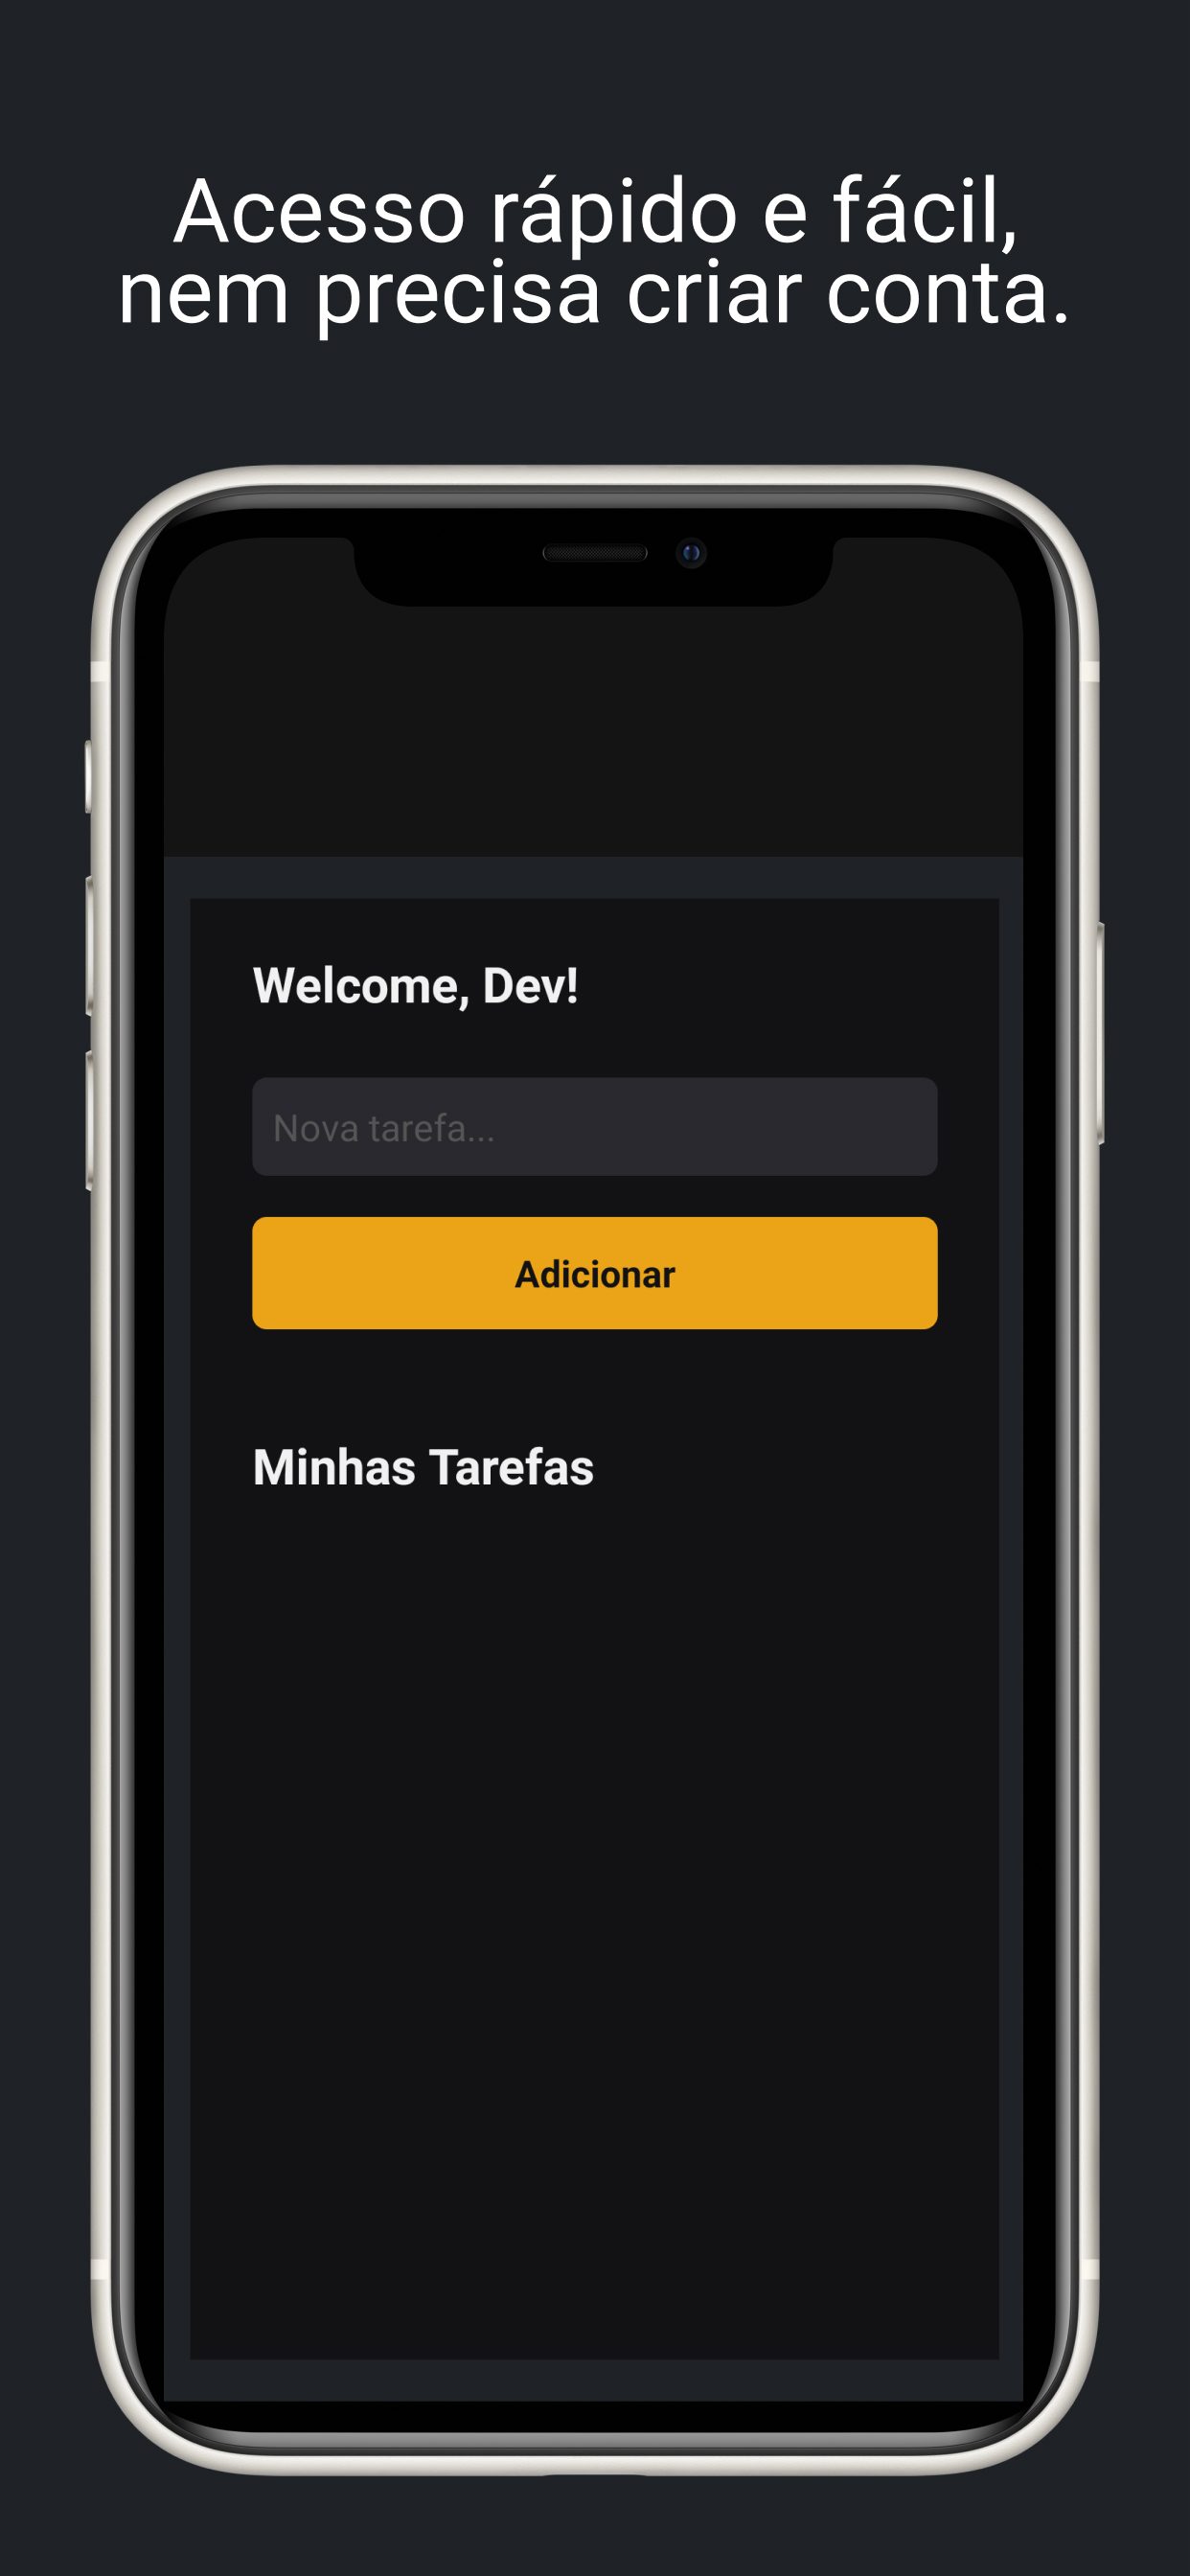 Acesso rápido e fácil,
nem precisa criar conta.
Welcome, Dev!
Nova tarefa...
Adicionar
Minhas Tarefas